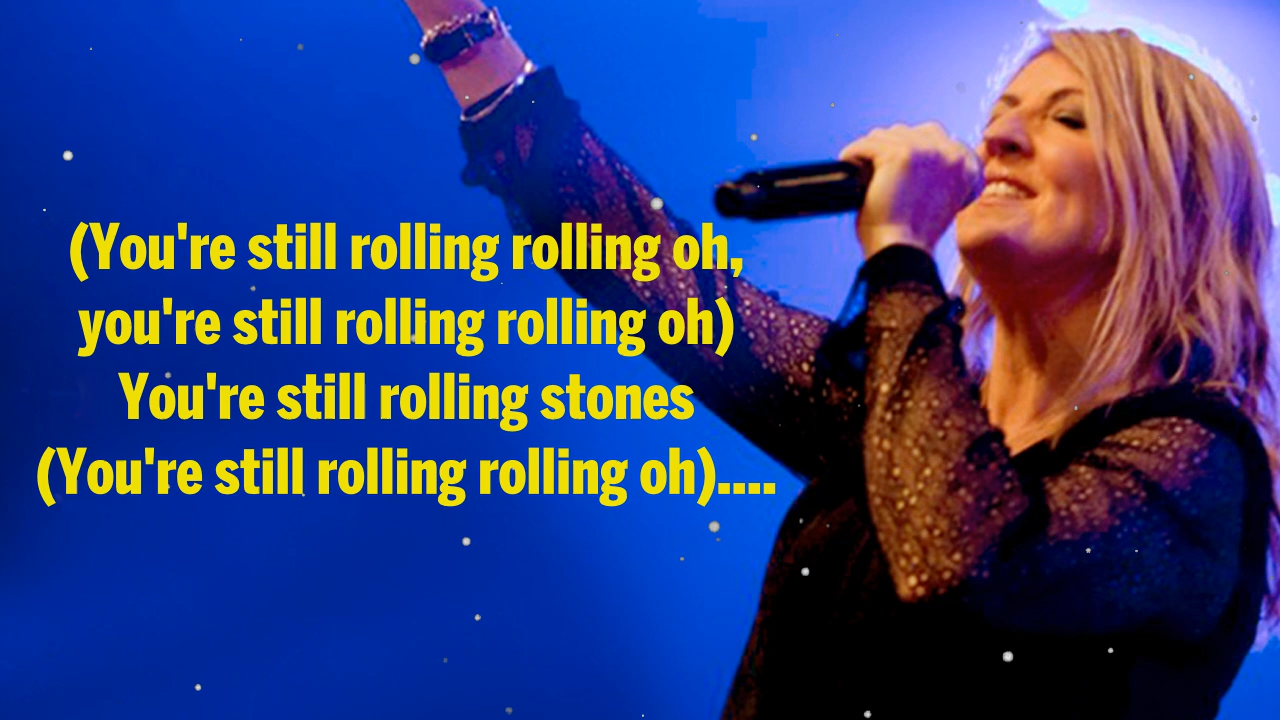 (You're still rolling rolling oh,
you're still rolling rolling oh)
You're still rolling stones
(You're still rolling rolling oh)....